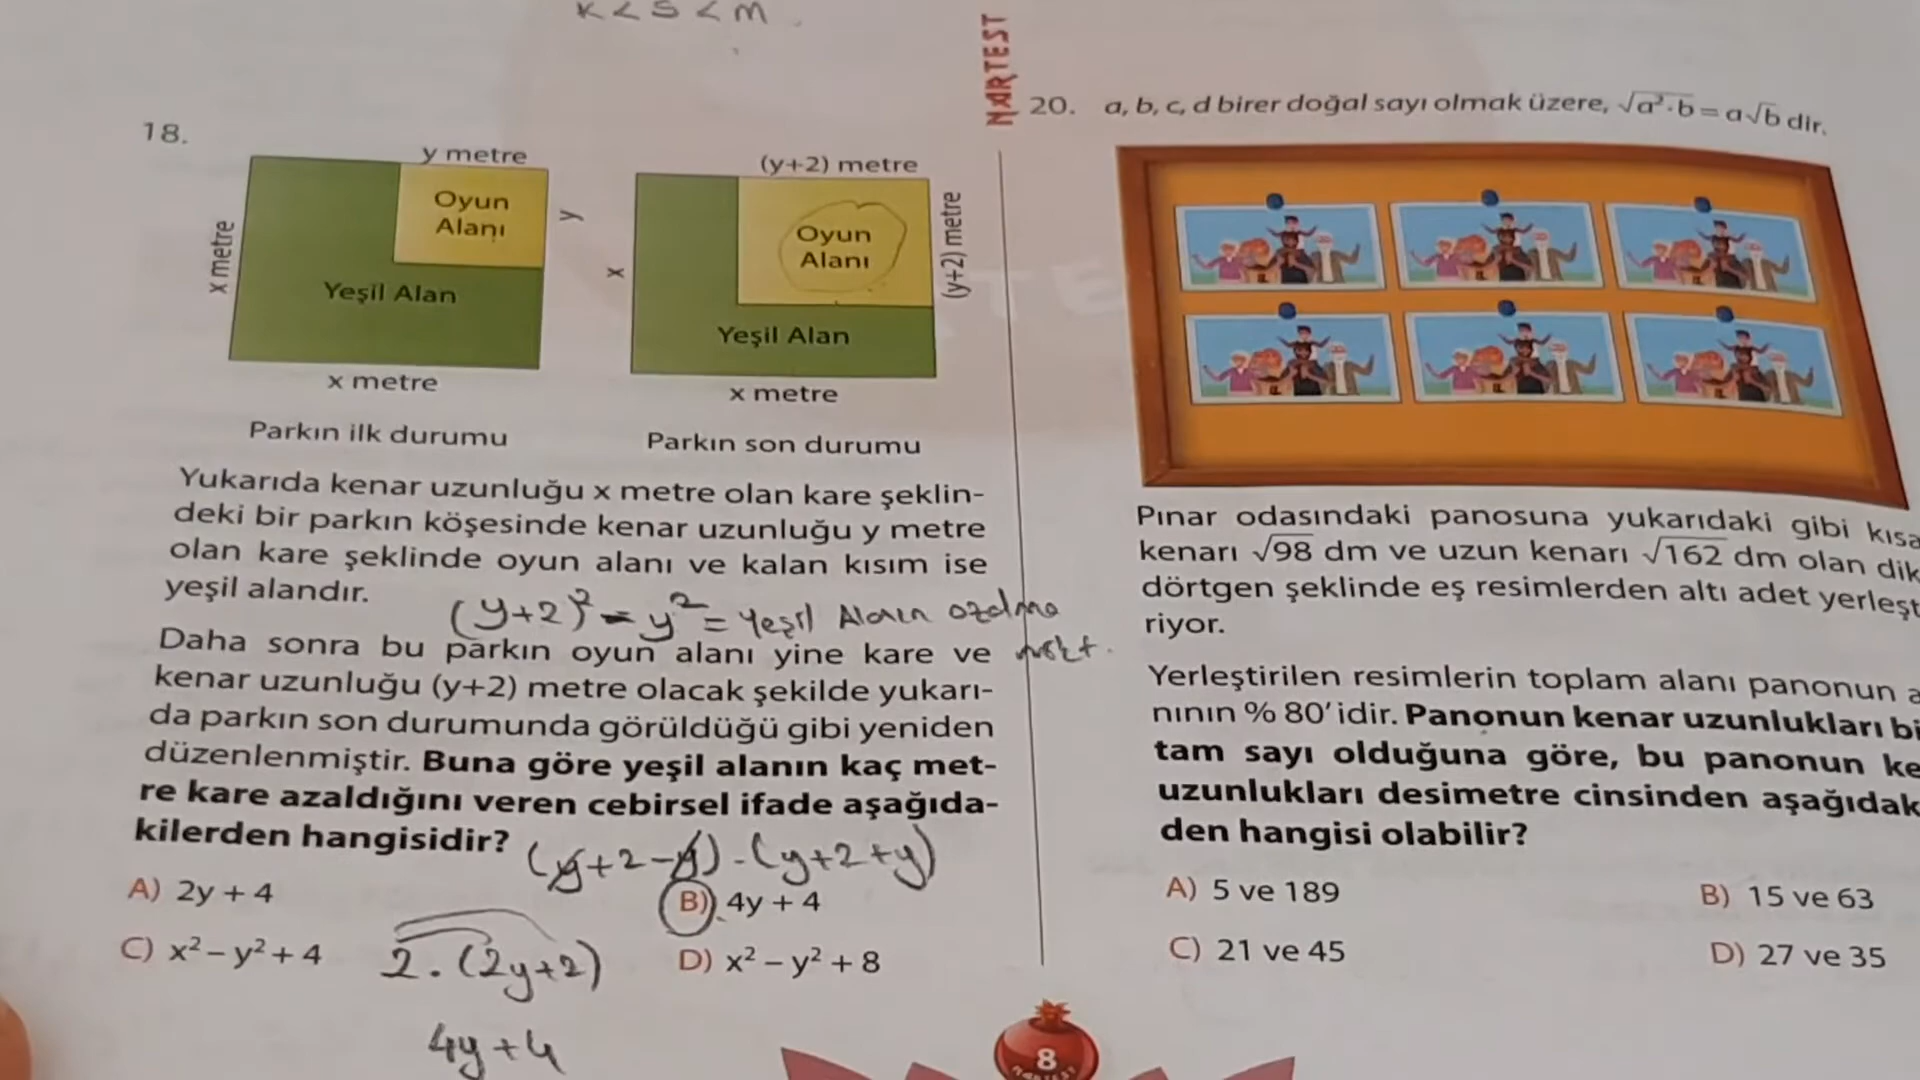 K < S < M
NARTEST
18.
y metre
Oyun
Alanı
y
x metre
Yeşil Alan
x metre
Parkın ilk durumu
(y+2) metre
Oyun
Alanı
(y+2) metre
x
Yeşil Alan
x metre
Parkın son durumu
Yukarıda kenar uzunluğu x metre olan kare şeklin-
deki bir parkın köşesinde kenar uzunluğu y metre
olan kare şeklinde oyun alanı ve kalan kısım ise
yeşil alandır.
(y+2)² - y² = Yeşil Alanın azalma
Daha sonra bu parkın oyun alanı yine kare ve
kenar uzunluğu (y+2) metre olacak şekilde yukarı-
da parkın son durumunda görüldüğü gibi yeniden
düzenlenmiştir. Buna göre yeşil alanın kaç met-
re kare azaldığını veren cebirsel ifade aşağıda-
kilerden hangisidir?
(y+2-y).(y+2+y)
A) 2y + 4
B) 4y + 4
C) x² – y² + 4
D) x² – y² + 8
2.(2y+2)
4y+4
20. a, b, c, d birer doğal sayı olmak üzere, √a².b = a√b dir.
Pınar odasındaki panosuna yukarıdaki gibi kısa
kenarı √98 dm ve uzun kenarı √162 dm olan dik
dörtgen şeklinde eş resimlerden altı adet yerleşt
riyor.
Yerleştirilen resimlerin toplam alanı panonun a
nının % 80'idir. Panonun kenar uzunlukları bi
tam sayı olduğuna göre, bu panonun ke
uzunlukları desimetre cinsinden aşağıdak
den hangisi olabilir?
A) 5 ve 189
B) 15 ve 63
C) 21 ve 45
D) 27 ve 35
8
NARTEST